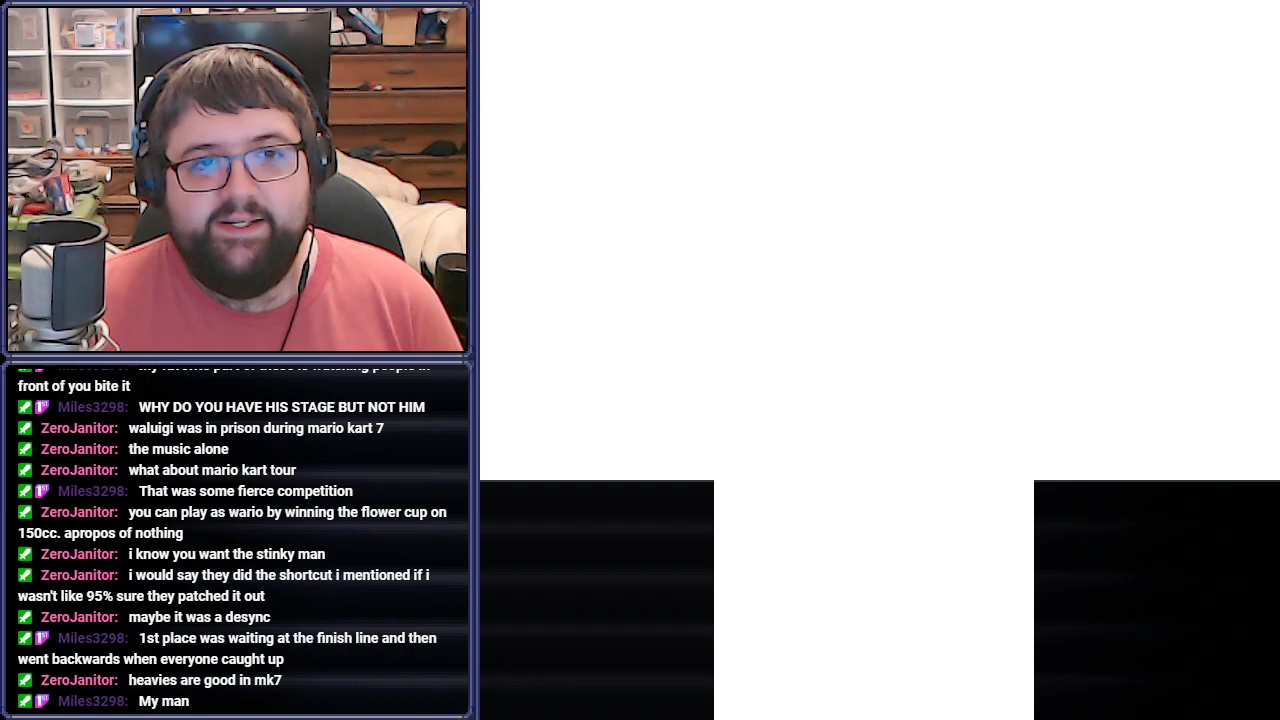 front of you bite it
Miles3298: WHY DO YOU HAVE HIS STAGE BUT NOT HIM
ZeroJanitor: waluigi was in prison during mario kart 7
ZeroJanitor: the music alone
ZeroJanitor: what about mario kart tour
Miles3298: That was some fierce competition
ZeroJanitor: you can play as wario by winning the flower cup on
150cc. apropos of nothing
ZeroJanitor: i know you want the stinky man
ZeroJanitor: i would say they did the shortcut i mentioned if i
wasn't like 95% sure they patched it out
ZeroJanitor: maybe it was a desync
Miles3298: 1st place was waiting at the finish line and then
went backwards when everyone caught up
ZeroJanitor: heavies are good in mk7
Miles3298: My man